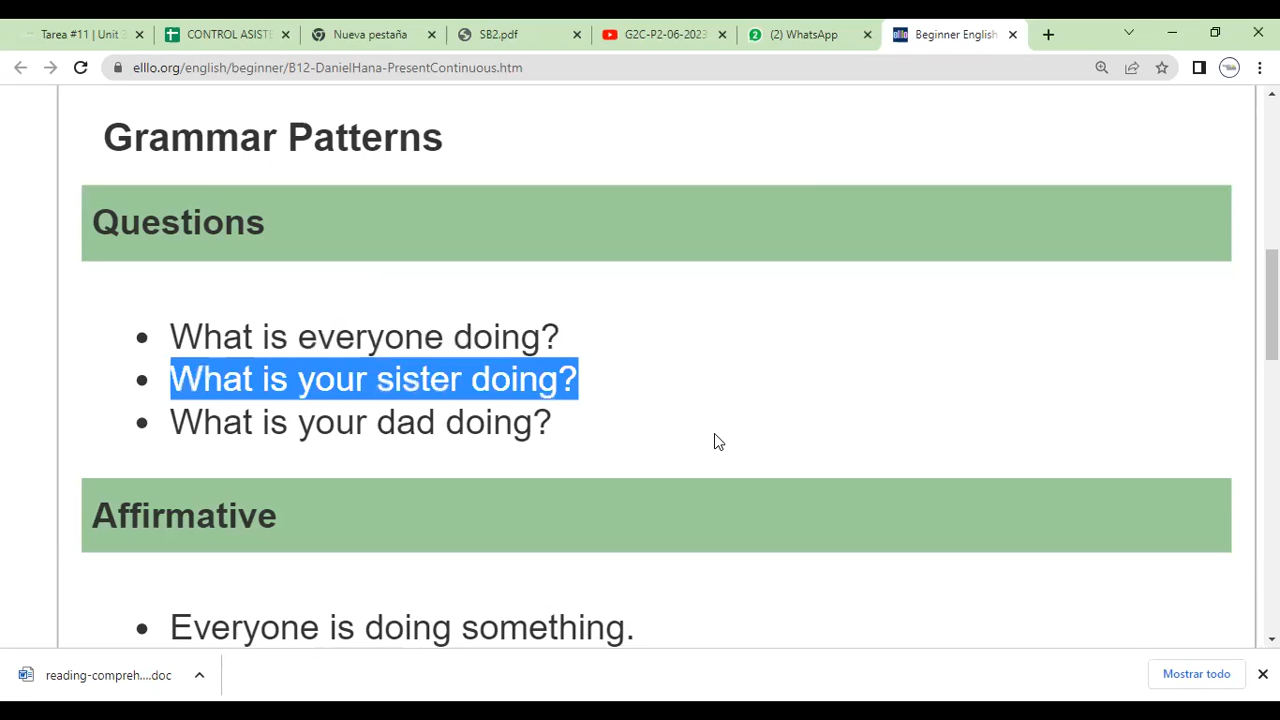 Tarea #11 | Unit
CONTROL ASISTE
Nueva pestaña
SB2.pdf
G2C-P2-06-2023
(2) WhatsApp
Beginner English
elllo.org/english/beginner/B12-DanielHana-PresentContinuous.htm
Grammar Patterns
Questions
What is everyone doing?
What is your sister doing?
What is your dad doing?
Affirmative
Everyone is doing something.
reading-compreh....doc
Mostrar todo